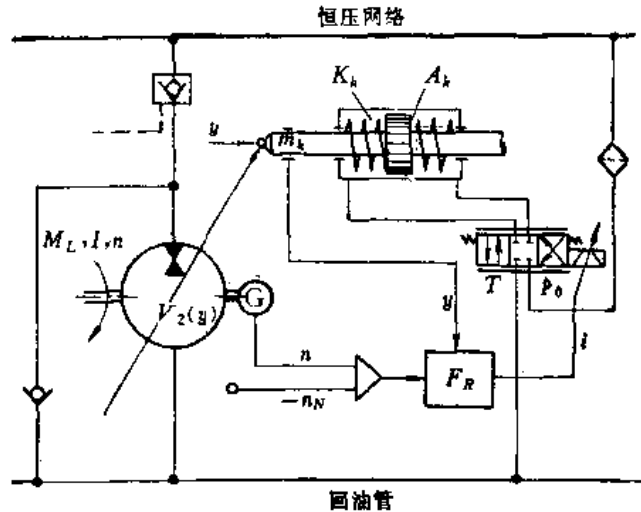 恒压网络
K_k
A_k
y
m_k
M_L, I, n
V_2(y)
G
T
p_0
y
i
n
-n_N
F_R
回油管